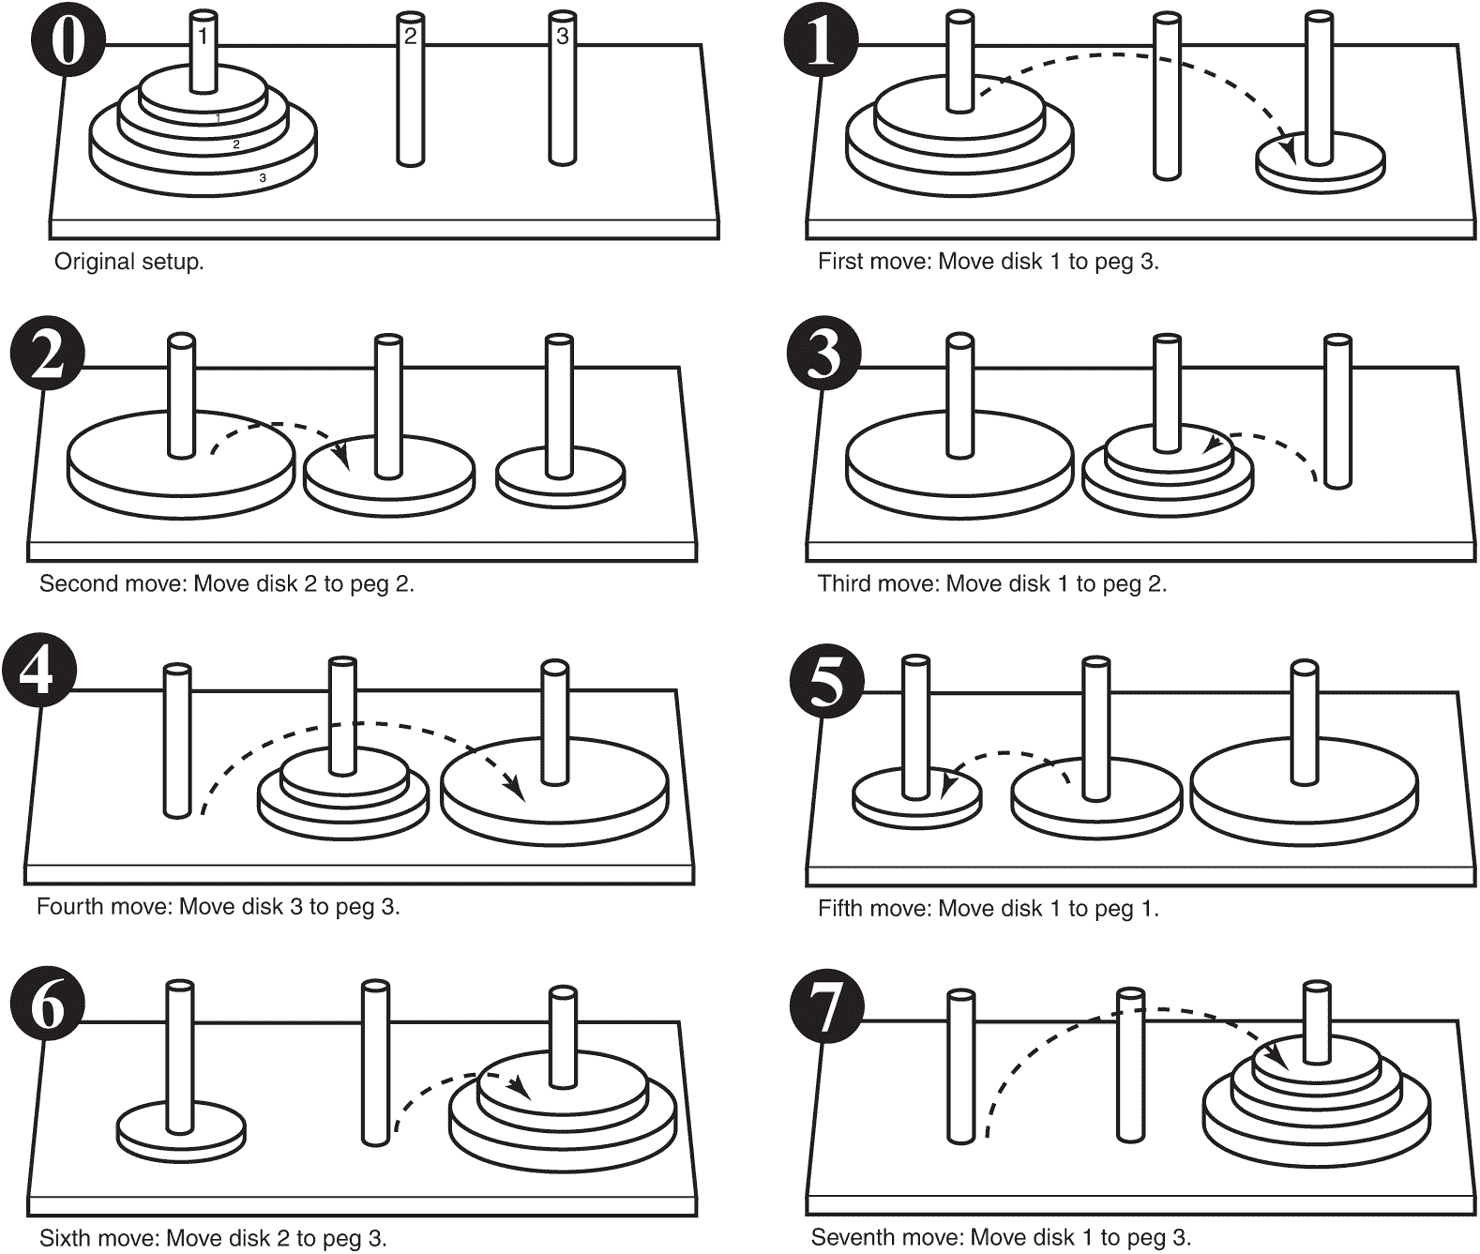 0
1 2 3
1
2
3
Original setup.
1
First move: Move disk 1 to peg 3.
2
Second move: Move disk 2 to peg 2.
3
Third move: Move disk 1 to peg 2.
4
Fourth move: Move disk 3 to peg 3.
5
Fifth move: Move disk 1 to peg 1.
6
Sixth move: Move disk 2 to peg 3.
7
Seventh move: Move disk 1 to peg 3.